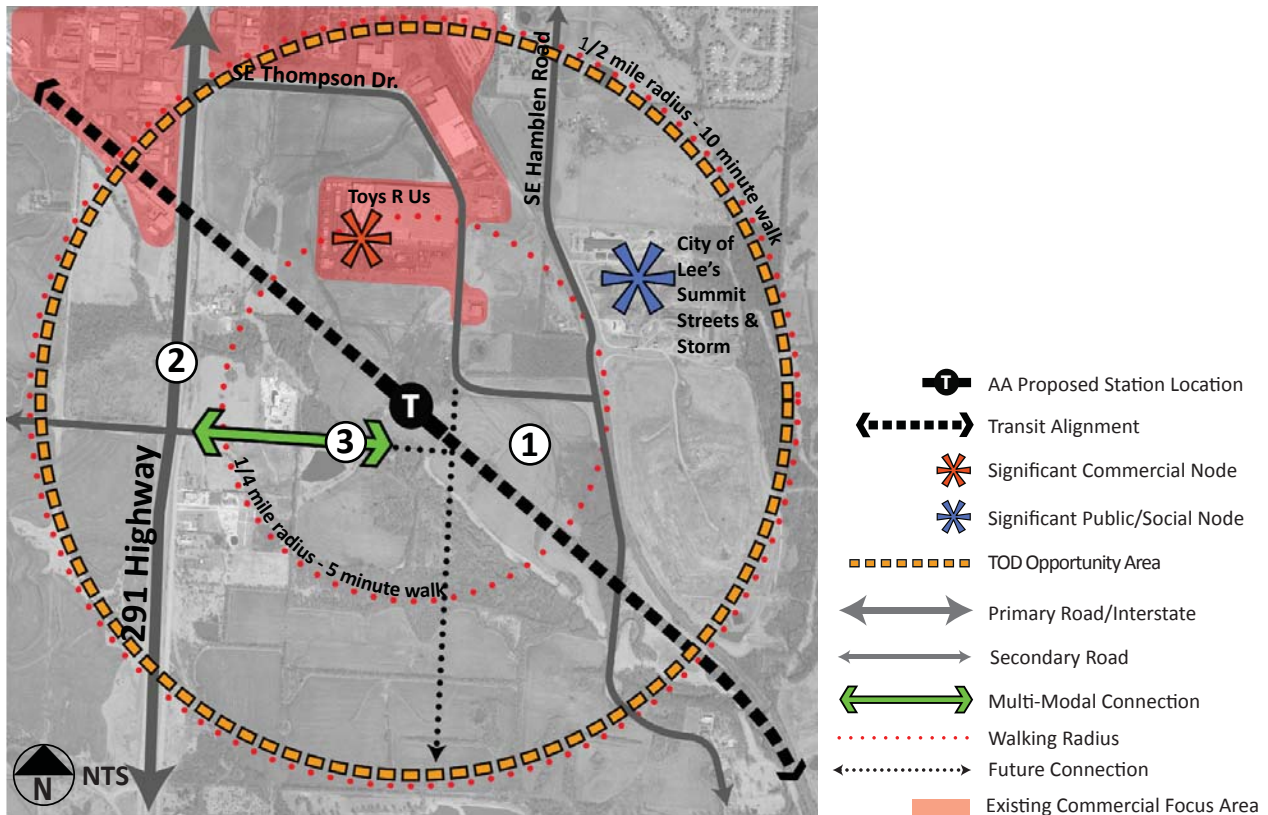 SE Thompson Dr.
SE Hamblen Road
1/2 mile radius - 10 minute walk
Toys R Us
City of
Lee's
Summit
Streets &
Storm
2
T
3
1
291 Highway
1/4 mile radius - 5 minute walk
N
NTS
T
AA Proposed Station Location
Transit Alignment
Significant Commercial Node
Significant Public/Social Node
TOD Opportunity Area
Primary Road/Interstate
Secondary Road
Multi-Modal Connection
Walking Radius
Future Connection
Existing Commercial Focus Area